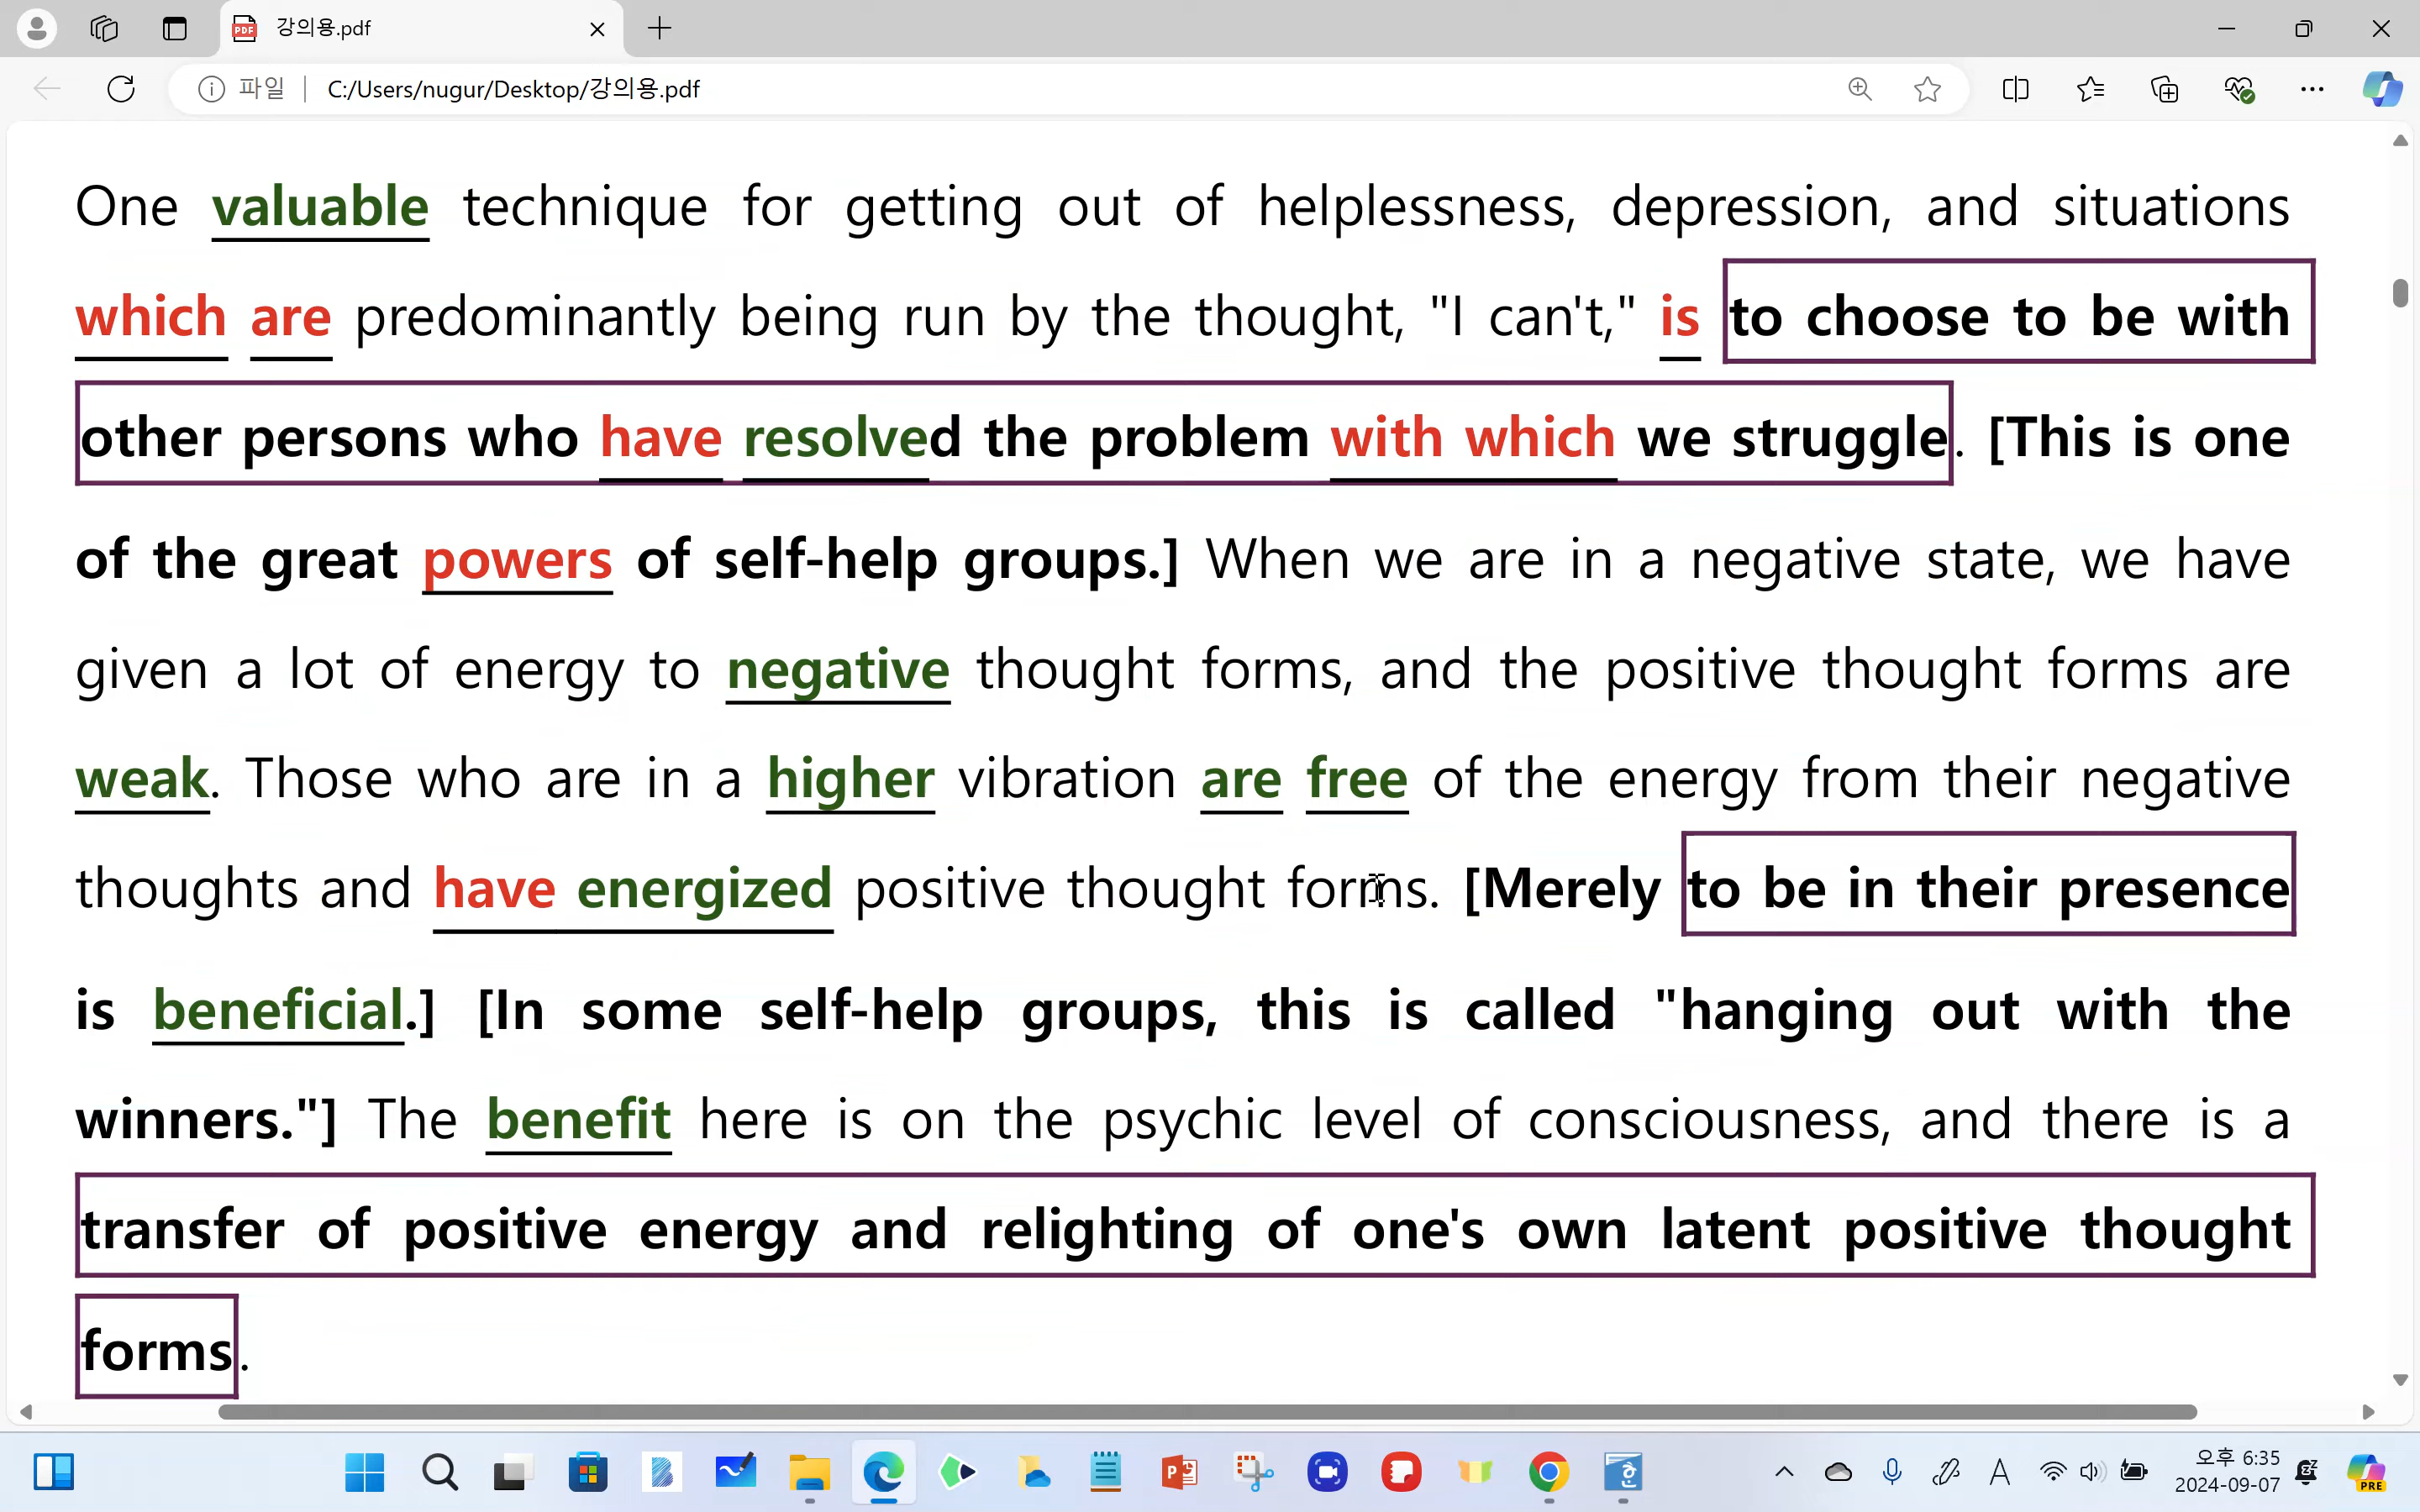 강의용.pdf
파일 C:/Users/nugur/Desktop/강의용.pdf
One valuable technique for getting out of helplessness, depression, and situations
which are predominantly being run by the thought, "I can't," is to choose to be with
other persons who have resolved the problem with which we struggle. [This is one
of the great powers of self-help groups.] When we are in a negative state, we have
given a lot of energy to negative thought forms, and the positive thought forms are
weak. Those who are in a higher vibration are free of the energy from their negative
thoughts and have energized positive thought forms. [Merely to be in their presence
is beneficial.] [In some self-help groups, this is called "hanging out with the
winners."] The benefit here is on the psychic level of consciousness, and there is a
transfer of positive energy and relighting of one's own latent positive thought
forms.
오후 6:35
2024-09-07